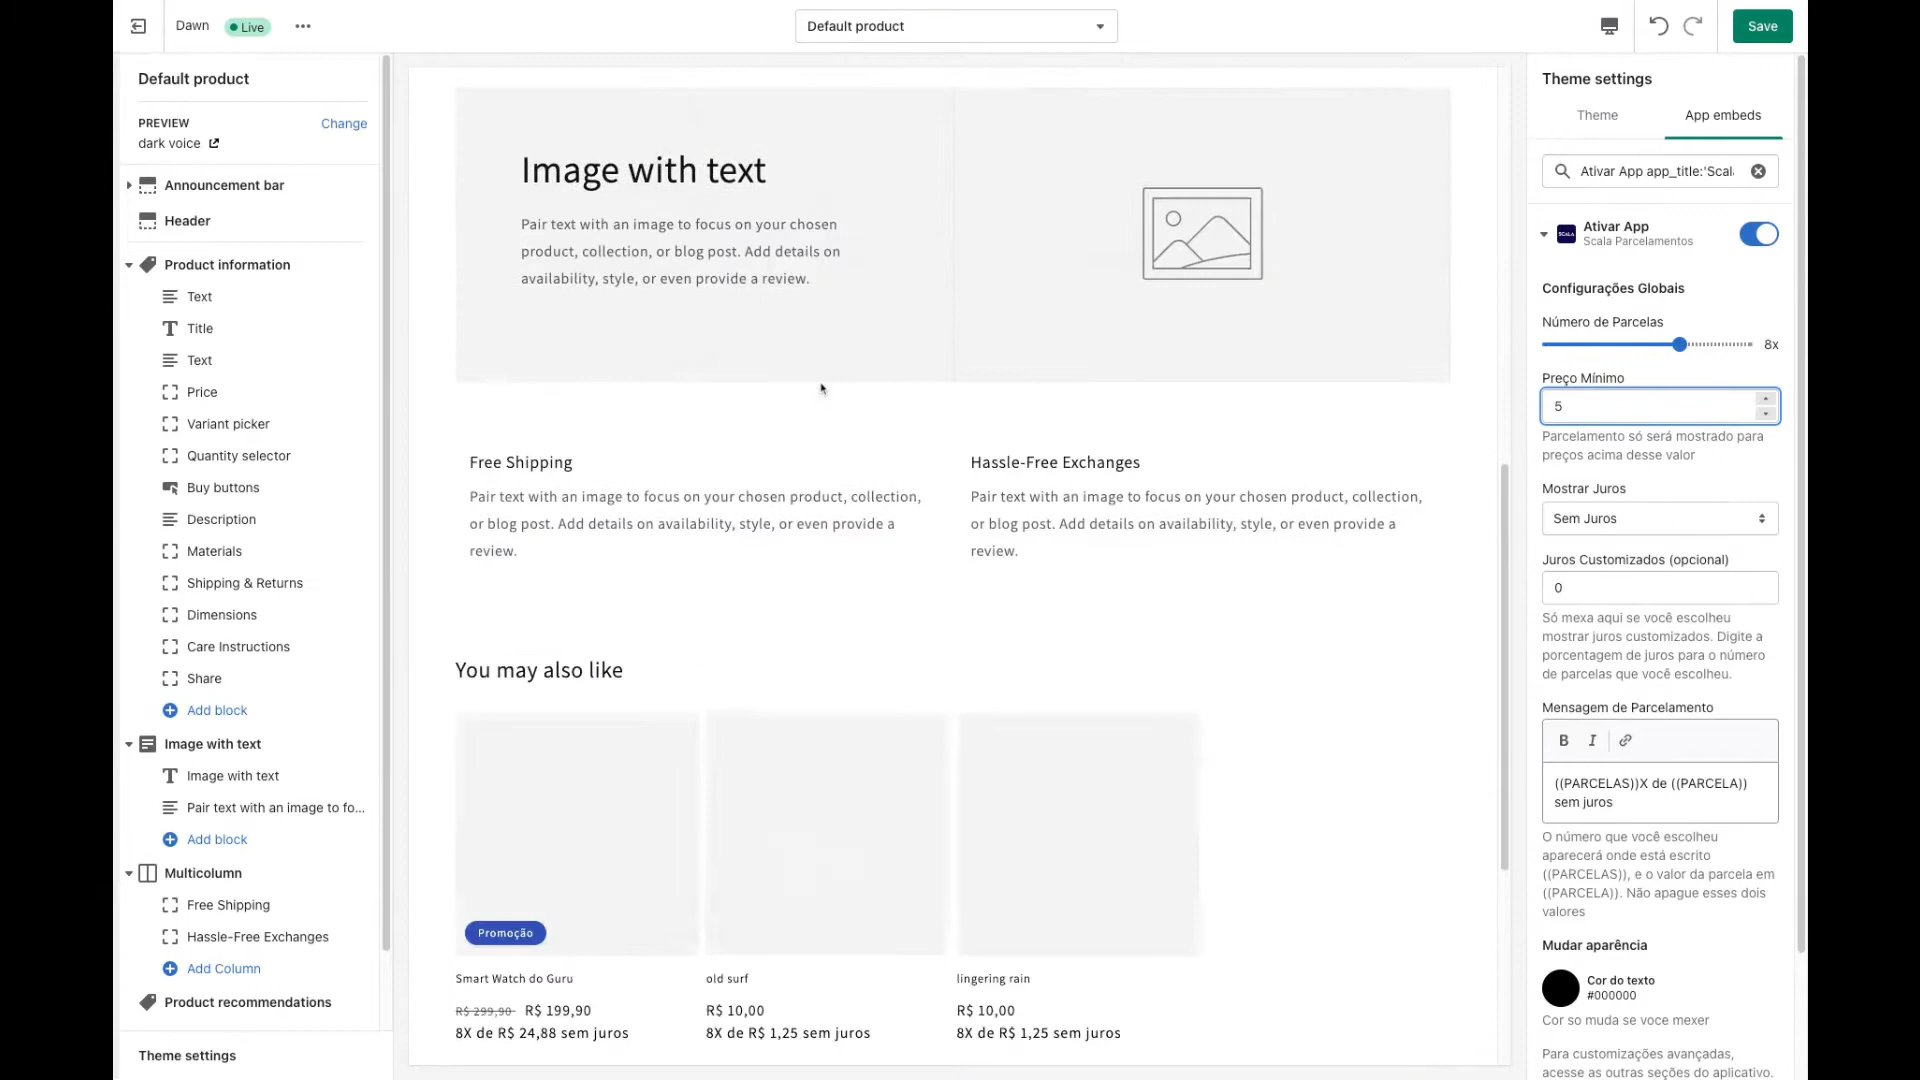 Dawn
Live
Default product
Save
Default product
PREVIEW
Change
dark voice
Announcement bar
Header
Product information
Text
Title
Text
Price
Variant picker
Quantity selector
Buy buttons
Description
Materials
Shipping & Returns
Dimensions
Care Instructions
Share
Add block
Image with text
Image with text
Pair text with an image to fo...
Add block
Multicolumn
Free Shipping
Hassle-Free Exchanges
Add Column
Product recommendations
Theme settings
Image with text
Pair text with an image to focus on your chosen
product, collection, or blog post. Add details on
availability, style, or even provide a review.
Free Shipping
Pair text with an image to focus on your chosen product, collection,
or blog post. Add details on availability, style, or even provide a
review.
Hassle-Free Exchanges
Pair text with an image to focus on your chosen product, collection,
or blog post. Add details on availability, style, or even provide a
review.
You may also like
Promoção
Smart Watch do Guru
R$ 299,90 R$ 199,90
8X de R$ 24,88 sem juros
old surf
R$ 10,00
8X de R$ 1,25 sem juros
lingering rain
R$ 10,00
8X de R$ 1,25 sem juros
Theme settings
Theme
App embeds
Ativar App app_title:'Scal
SCALA
Ativar App
Scala Parcelamentos
Configurações Globais
Número de Parcelas
8x
Preço Mínimo
5
Parcelamento só será mostrado para
preços acima desse valor
Mostrar Juros
Sem Juros
Juros Customizados (opcional)
0
Só mexa aqui se você escolheu
mostrar juros customizados. Digite a
porcentagem de juros para o número
de parcelas que você escolheu.
Mensagem de Parcelamento
B I
((PARCELAS))X de ((PARCELA))
sem juros
O número que você escolheu
aparecerá onde está escrito
((PARCELAS)), e o valor da parcela em
((PARCELA)). Não apague esses dois
valores
Mudar aparência
Cor do texto
#000000
Cor so muda se voce mexer
Para customizações avançadas,
acesse as outras seções do aplicativo.